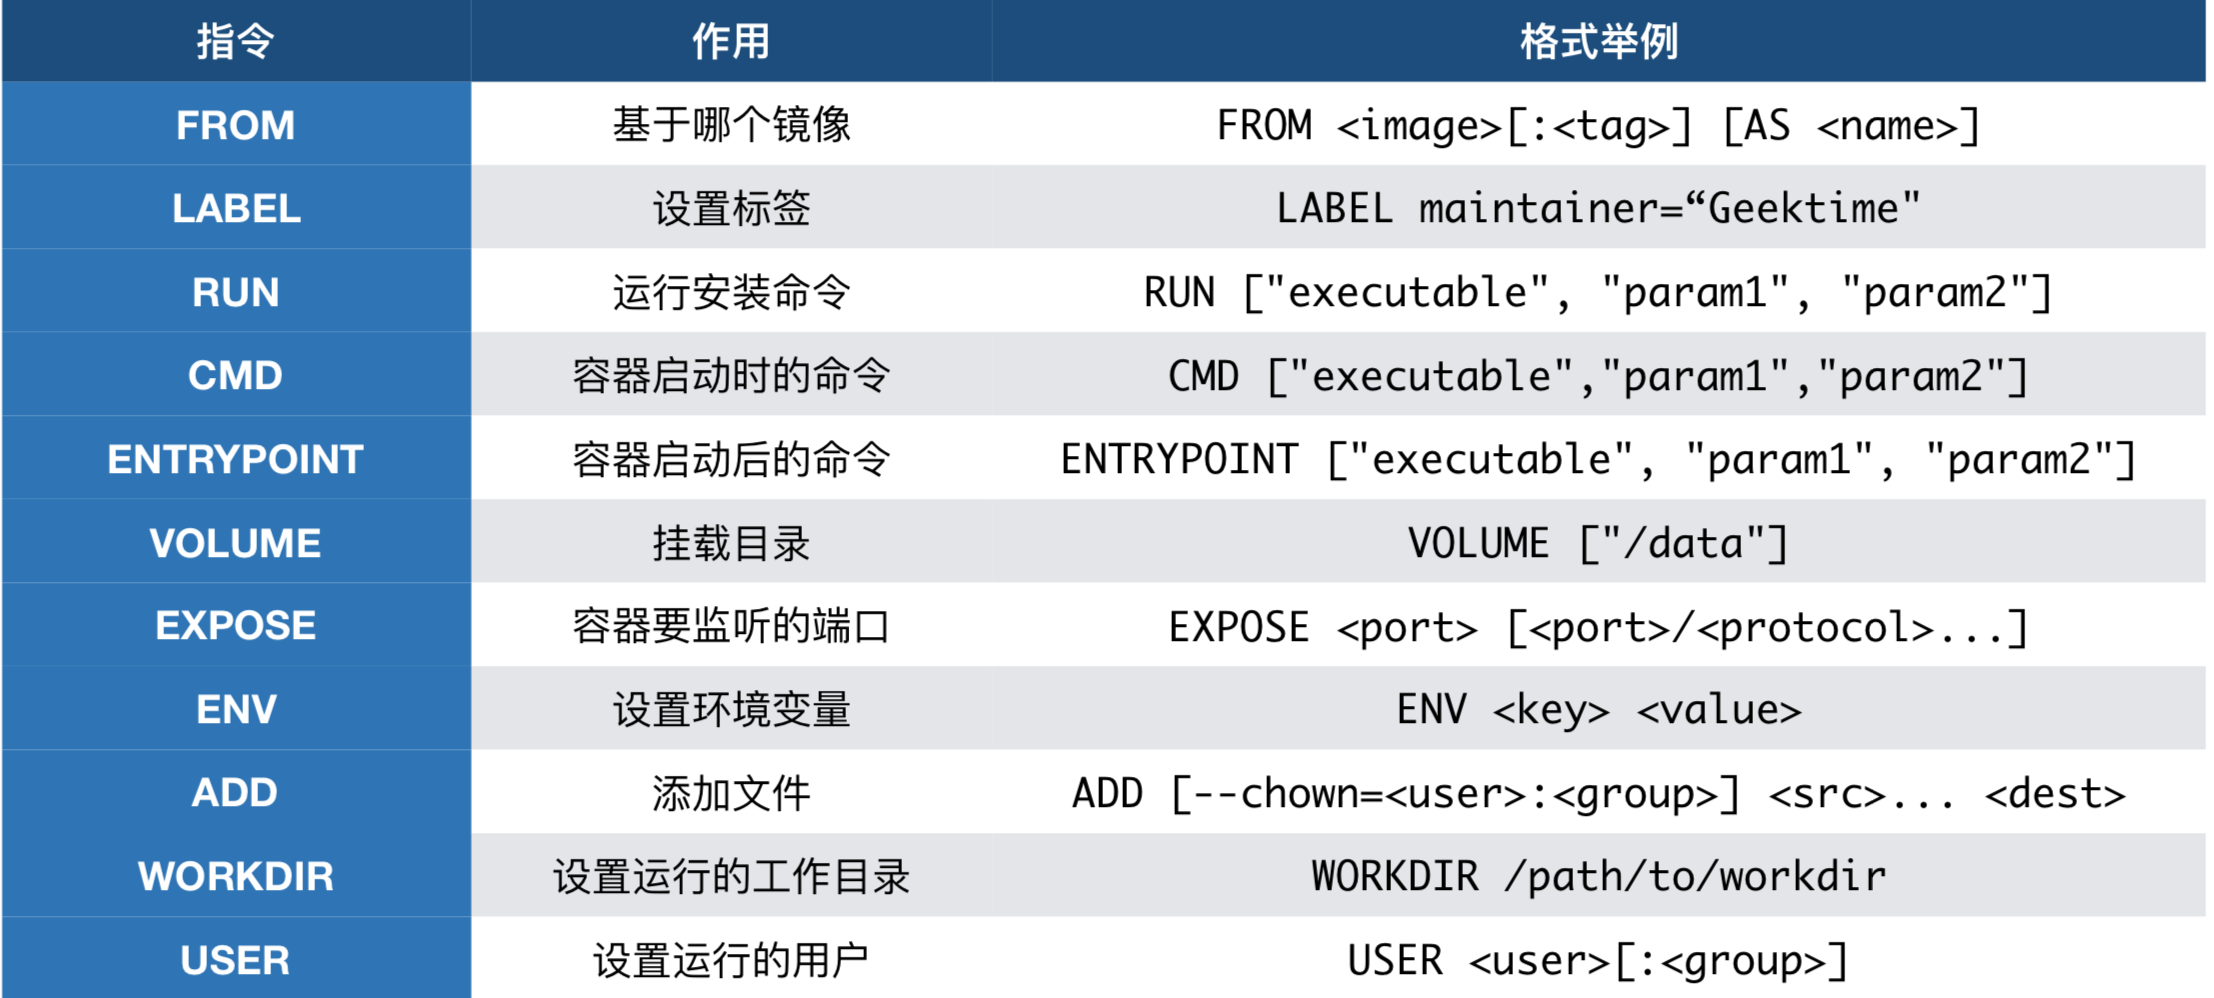 指令 作用 格式举例
FROM 基于哪个镜像 FROM <image>[:<tag>] [AS <name>]
LABEL 设置标签 LABEL maintainer=“Geektime"
RUN 运行安装命令 RUN ["executable", "param1", "param2"]
CMD 容器启动时的命令 CMD ["executable","param1","param2"]
ENTRYPOINT 容器启动后的命令 ENTRYPOINT ["executable", "param1", "param2"]
VOLUME 挂载目录 VOLUME ["/data"]
EXPOSE 容器要监听的端口 EXPOSE <port> [<port>/<protocol>...]
ENV 设置环境变量 ENV <key> <value>
ADD 添加文件 ADD [--chown=<user>:<group>] <src>... <dest>
WORKDIR 设置运行的工作目录 WORKDIR /path/to/workdir
USER 设置运行的用户 USER <user>[:<group>]